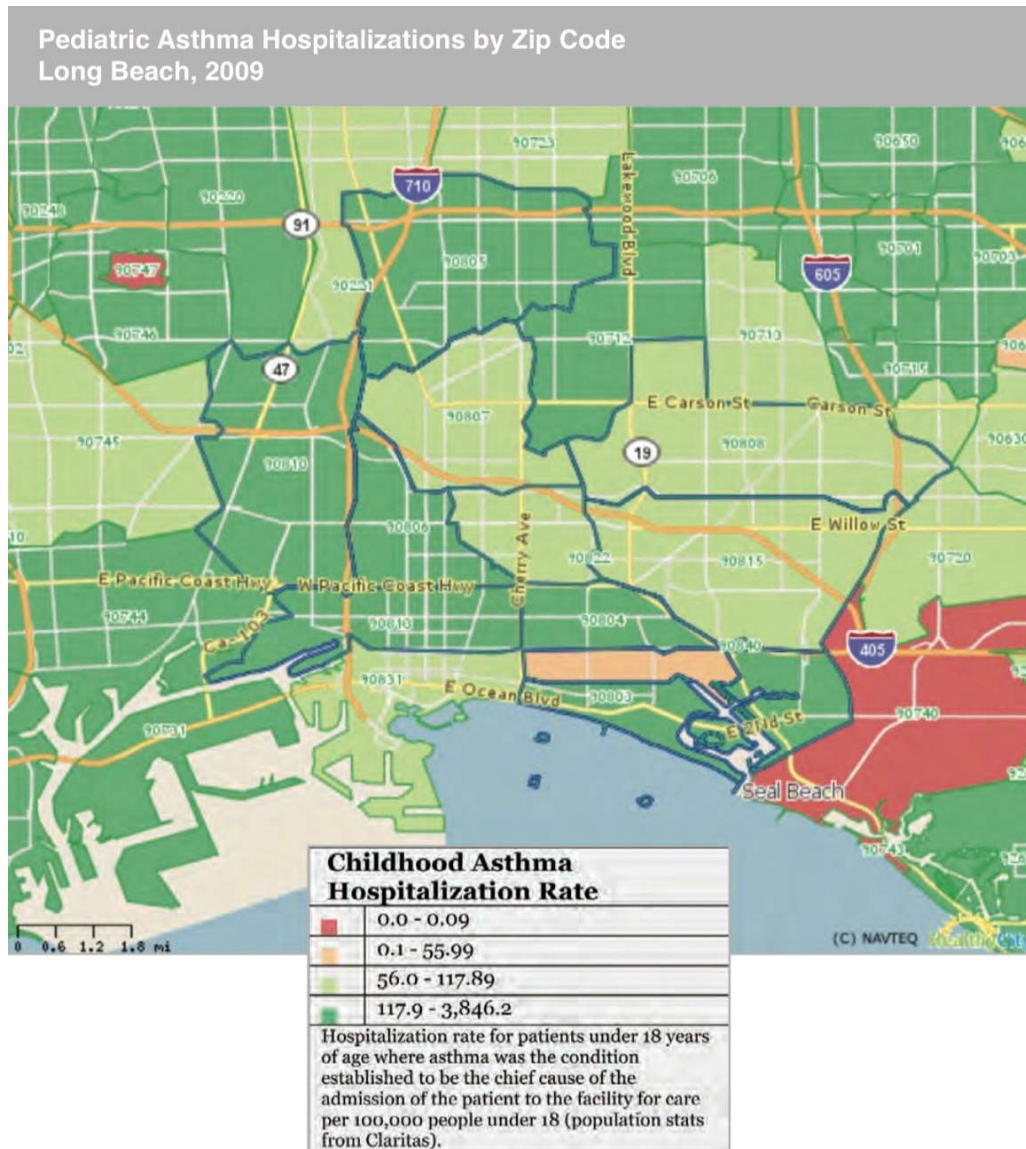 Pediatric Asthma Hospitalizations by Zip Code
Long Beach, 2009
90723
90650
90706
Lakewood Blvd
710
90220
90248
91
605
90701
90703
90747
90805
90221
90746
90712
90713
90715
47
E Carson St
Carson St
90807
90808
90630
90745
19
90810
E Willow St
90806
Cherry Ave
90822
90815
90720
E Pacific Coast Hwy
W Pacific Coast Hwy
90744
Ca-103
90813
90804
90840
405
90831
E Ocean Blvd
90803
90731
E 2Nd St
90740
Seal Beach
90743
0 0.6 1.2 1.8 mi
(C) NAVTEQ
Childhood Asthma
Hospitalization Rate
0.0 - 0.09
0.1 - 55.99
56.0 - 117.89
117.9 - 3,846.2
Hospitalization rate for patients under 18 years
of age where asthma was the condition
established to be the chief cause of the
admission of the patient to the facility for care
per 100,000 people under 18 (population stats
from Claritas).